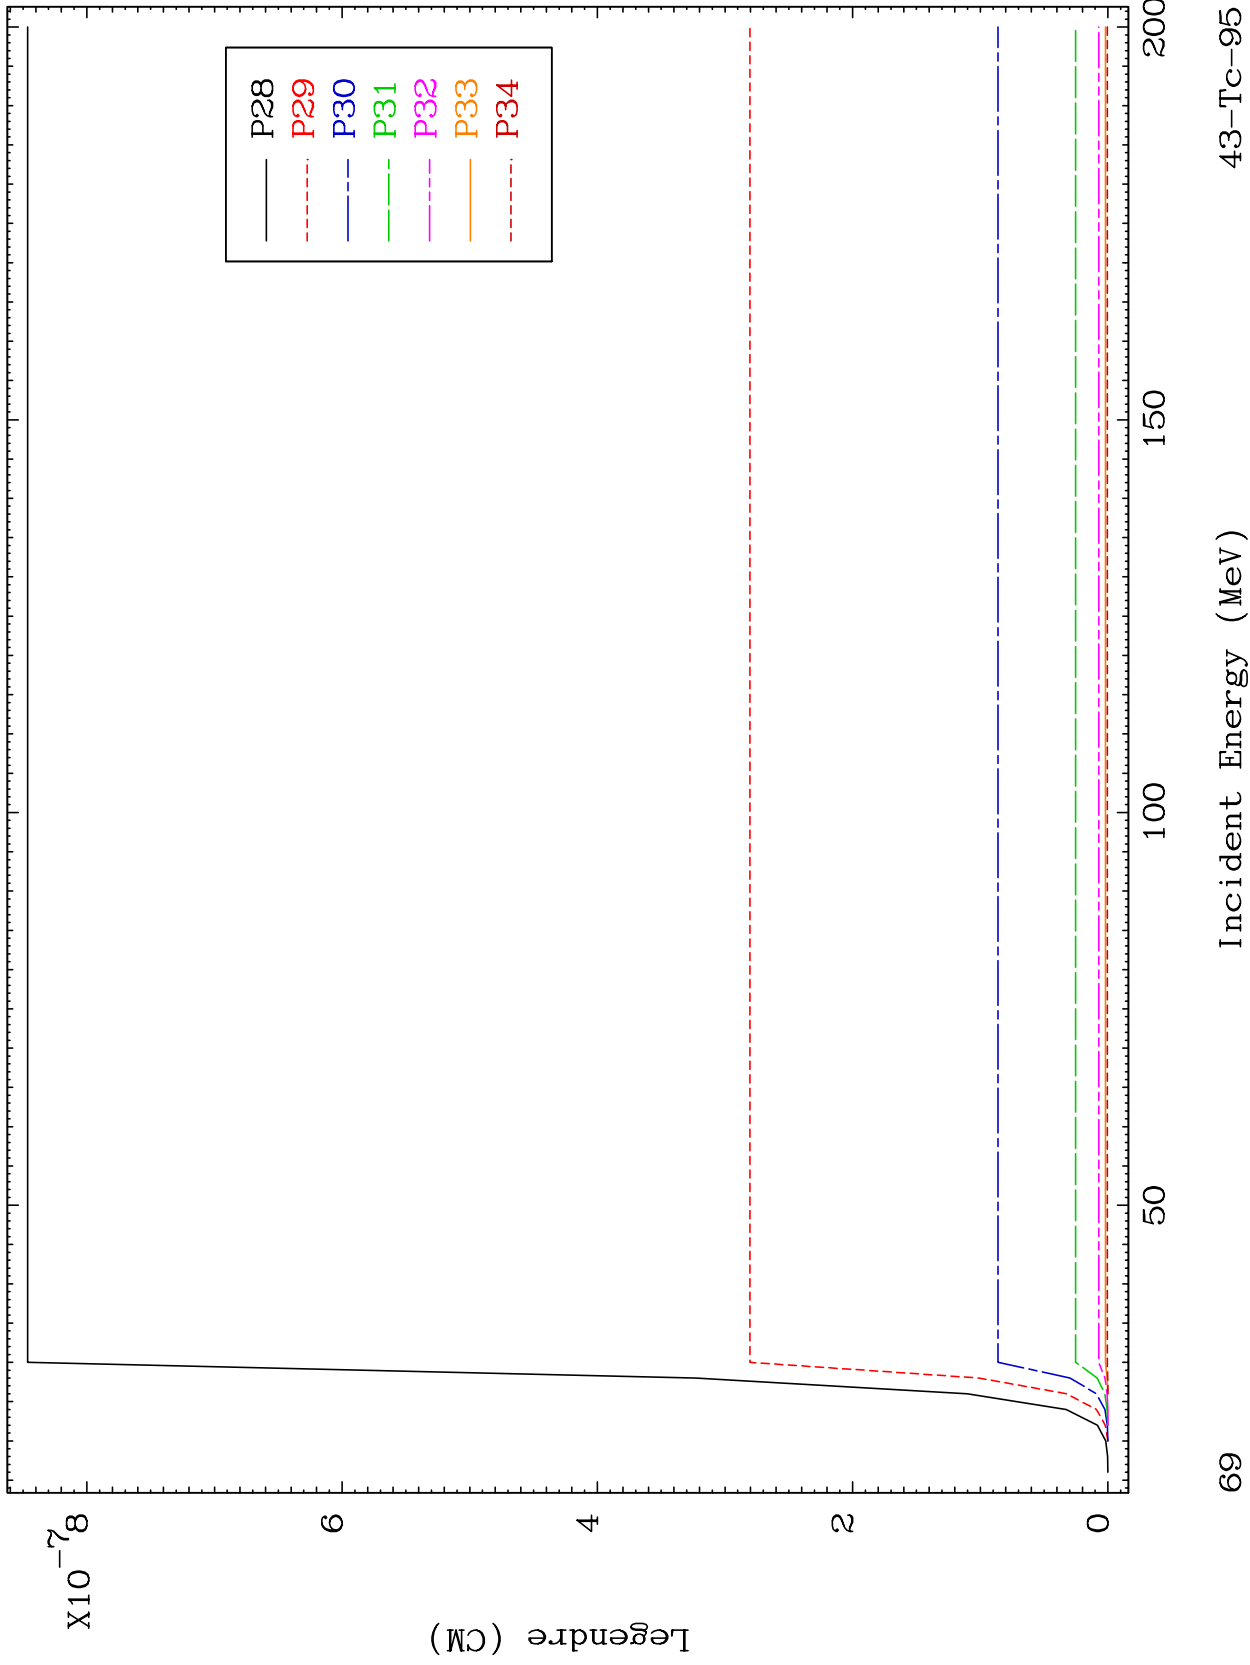 X10-7
8
6
4
2
0
Legendre (CM)
P28
P29
P30
P31
P32
P33
P34
50
100
150
200
69
Incident Energy (MeV)
43-Tc-95